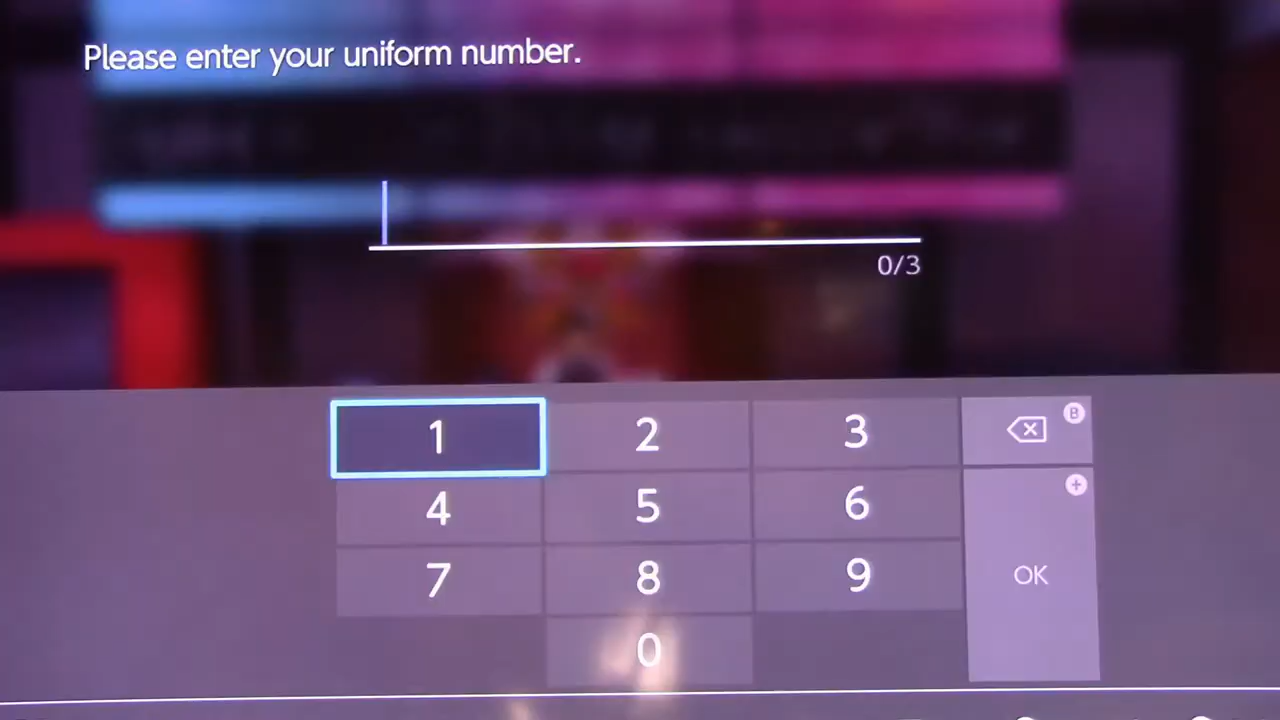 Please enter your uniform number.
0/3
1 2 3 B
4 5 6 +
7 8 9 OK
0